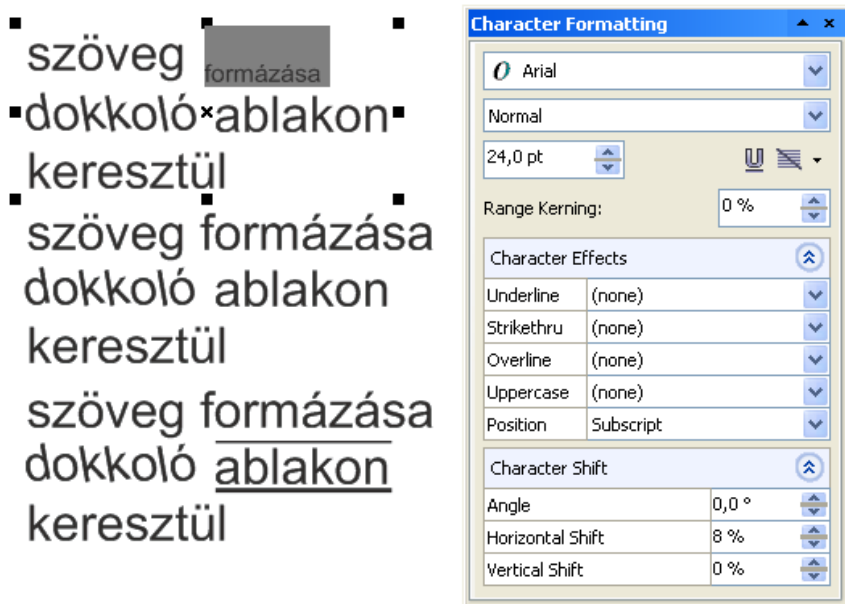 szöveg formázása
dokkoló ablakon
keresztül
szöveg formázása
dokkoló ablakon
keresztül
szöveg formázása
dokkoló ablakon
keresztül
Character Formatting
O Arial
Normal
24,0 pt
Range Kerning: 0 %
Character Effects
Underline (none)
Strikethru (none)
Overline (none)
Uppercase (none)
Position Subscript
Character Shift
Angle 0,0 °
Horizontal Shift 8 %
Vertical Shift 0 %